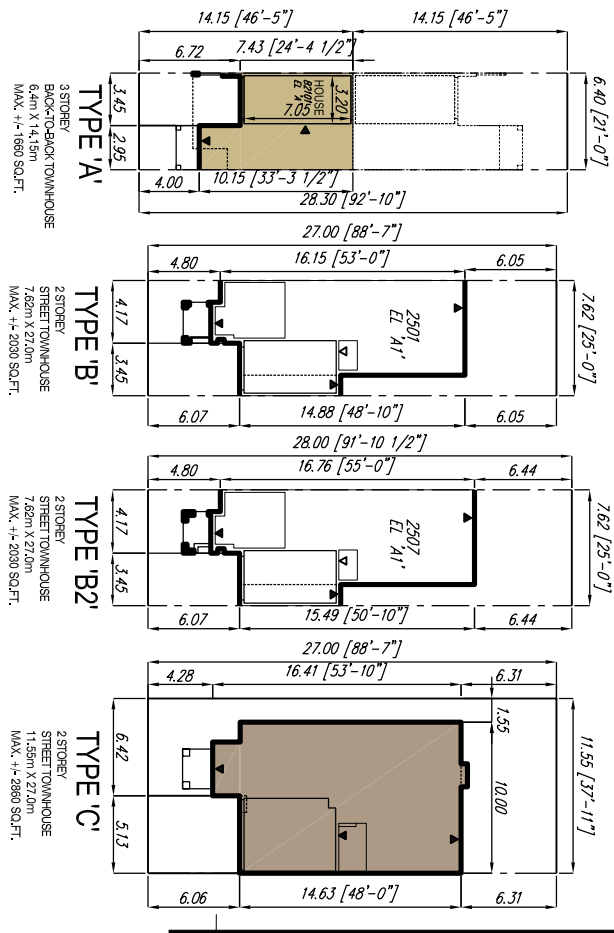 14.15 [46'-5"]
14.15 [46'-5"]
6.72
7.43 [24'-4 1/2"]
6.40 [21'-0"]
3.45
2.95
HOUSE
EL 'A'
3.20
7.05
4.00
10.15 [33'-3 1/2"]
28.30 [92'-10"]
TYPE 'A'
3 STOREY
BACK-TO-BACK TOWNHOUSE
6.4m X 14.15m
MAX. +/- 1660 SQ.FT.
27.00 [88'-7"]
4.80
16.15 [53'-0"]
6.05
7.62 [25'-0"]
4.17
3.45
2501
EL 'A1'
6.07
14.88 [48'-10"]
6.05
TYPE 'B'
2 STOREY
STREET TOWNHOUSE
7.62m X 27.0m
MAX. +/- 2030 SQ.FT.
28.00 [91'-10 1/2"]
4.80
16.76 [55'-0"]
6.44
7.62 [25'-0"]
4.17
3.45
2507
EL 'A1'
6.07
15.49 [50'-10"]
6.44
TYPE 'B2'
2 STOREY
STREET TOWNHOUSE
7.62m X 27.0m
MAX. +/- 2030 SQ.FT.
27.00 [88'-7"]
4.28
16.41 [53'-10"]
6.31
1.55
11.55 [37'-11"]
10.00
6.42
5.13
6.06
14.63 [48'-0"]
6.31
TYPE 'C'
2 STOREY
STREET TOWNHOUSE
11.55m X 27.0m
MAX. +/- 2860 SQ.FT.